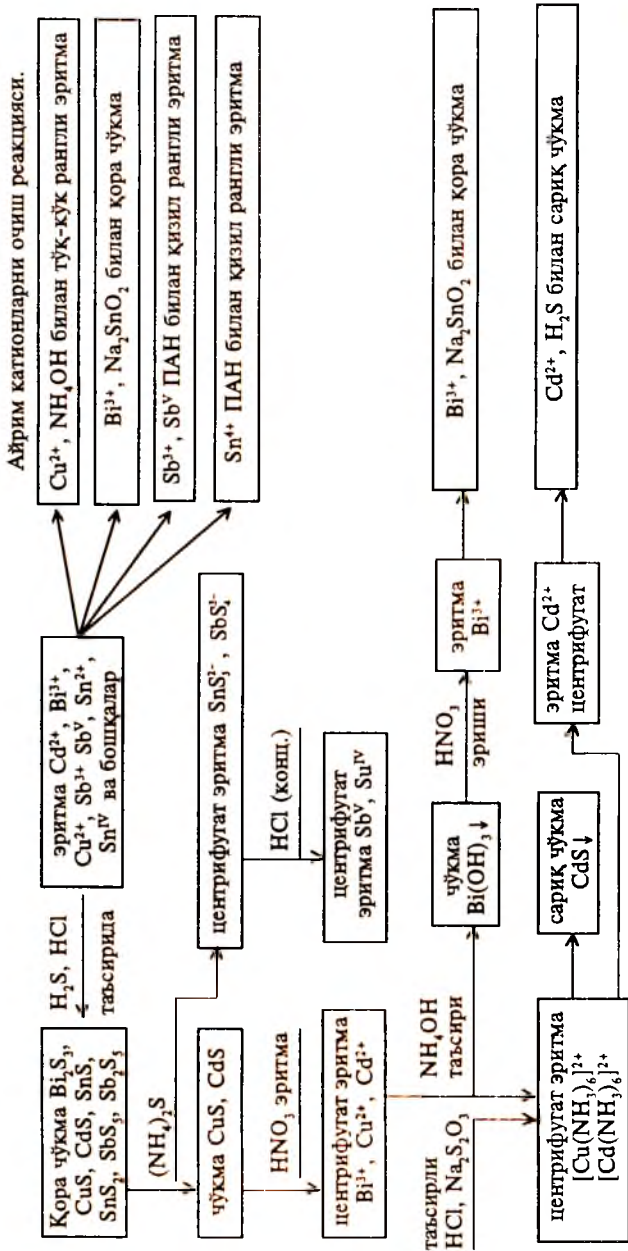 Айрим катионларни очиш реакцияси.
Cu²⁺, NH₄OH билан тўқ-кўк рангли эритма
Bi³⁺, Na₂SnO₂ билан қора чўкма
Sb³⁺, Sbⱽ ПАН билан қизил рангли эритма
Sn⁴⁺ ПАН билан қизил рангли эритма
эритма Cd²⁺, Bi³⁺,
Cu²⁺, Sb³⁺ Sbⱽ, Sn²⁺,
Snᴵⱽ ва бошқалар
H₂S, HCl
таъсирида
Қора чўкма Bi₂S₃,
CuS, CdS, SnS,
SnS₂, SbS₃, Sb₂S₅
(NH₄)₂S
центрифугат эритма SnS₃²⁻, SbS₄³⁻
HCl (конц.)
центрифугат
эритма Sbⱽ, Suᴵⱽ
чўкма CuS, CdS
HNO₃ эритма
центрифугат эритма
Bi³⁺, Cu²⁺, Cd²⁺
NH₄OH
таъсири
чўкма
Bi(OH)₃↓
HNO₃
эриши
эритма
Bi³⁺
Bi³⁺, Na₂SnO₂ билан қора чўкма
таъсирли
HCl, Na₂S₂O₃
центрифугат эритма
[Cu(NH₃)₆]²⁺
[Cd(NH₃)₆]²⁺
сариқ чўкма
CdS↓
эритма Cd²⁺
центрифугат
Cd²⁺, H₂S билан сариқ чўкма